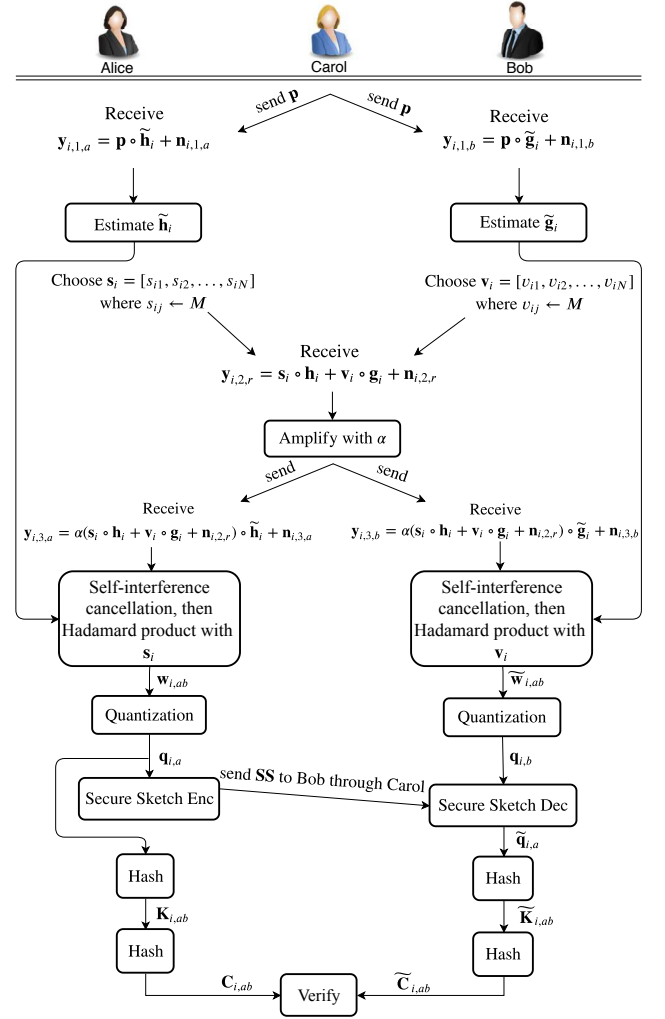 Alice
Carol
Bob
send p
send p
Receive
y_{i,1,a} = p ∘ h̃_i + n_{i,1,a}
Receive
y_{i,1,b} = p ∘ g̃_i + n_{i,1,b}
Estimate h̃_i
Estimate g̃_i
Choose s_i = [s_{i1}, s_{i2}, . . . , s_{iN}]
where s_{ij} ← M
Choose v_i = [v_{i1}, v_{i2}, . . . , v_{iN}]
where v_{ij} ← M
Receive
y_{i,2,r} = s_i ∘ h_i + v_i ∘ g_i + n_{i,2,r}
Amplify with α
send
send
Receive
y_{i,3,a} = α(s_i ∘ h_i + v_i ∘ g_i + n_{i,2,r}) ∘ h̃_i + n_{i,3,a}
Receive
y_{i,3,b} = α(s_i ∘ h_i + v_i ∘ g_i + n_{i,2,r}) ∘ g̃_i + n_{i,3,b}
Self-interference
cancellation, then
Hadamard product with
s_i
Self-interference
cancellation, then
Hadamard product with
v_i
w_{i,ab}
w̃_{i,ab}
Quantization
Quantization
q_{i,a}
q_{i,b}
send SS to Bob through Carol
Secure Sketch Enc
Secure Sketch Dec
q̃_{i,a}
Hash
Hash
K_{i,ab}
K̃_{i,ab}
Hash
Hash
C_{i,ab}
C̃_{i,ab}
Verify